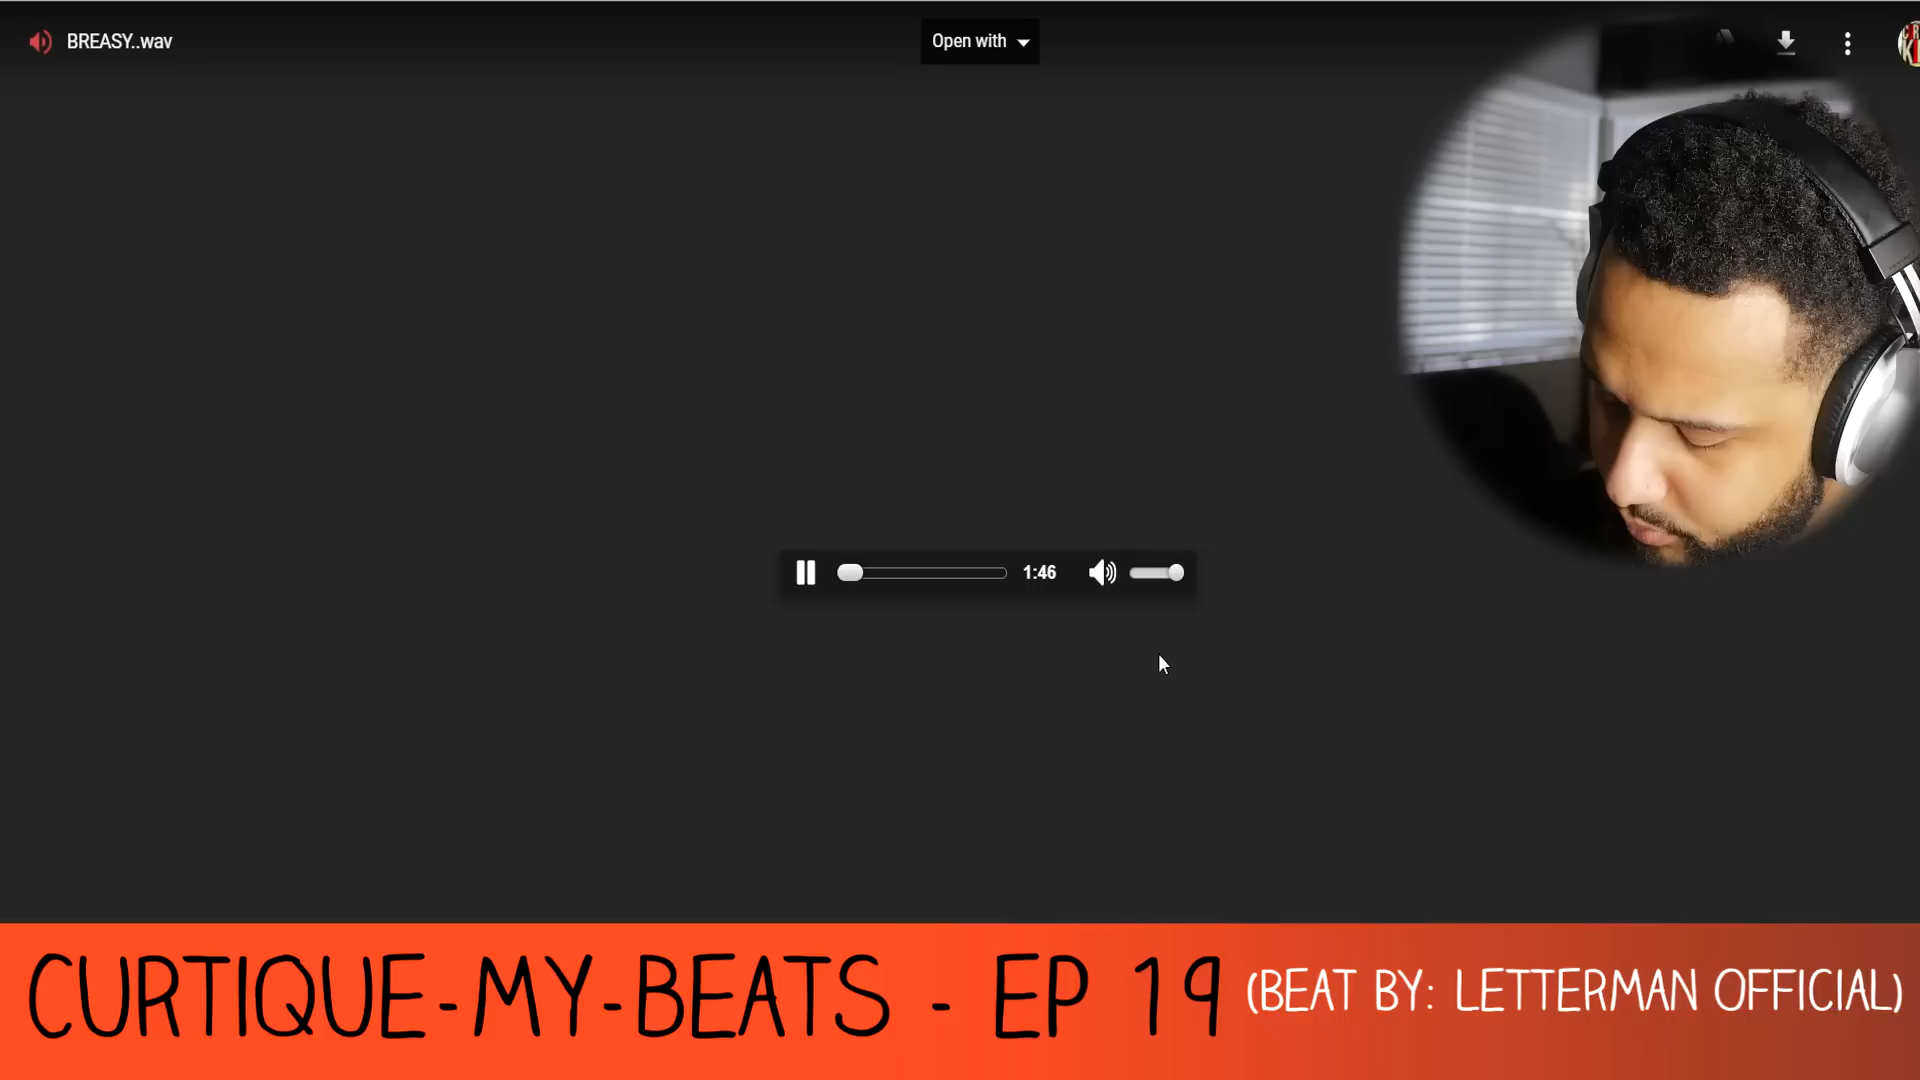 BREASY..wav
Open with
1:46
CURTIQUE-MY-BEATS - EP 19 (BEAT BY: LETTERMAN OFFICIAL)